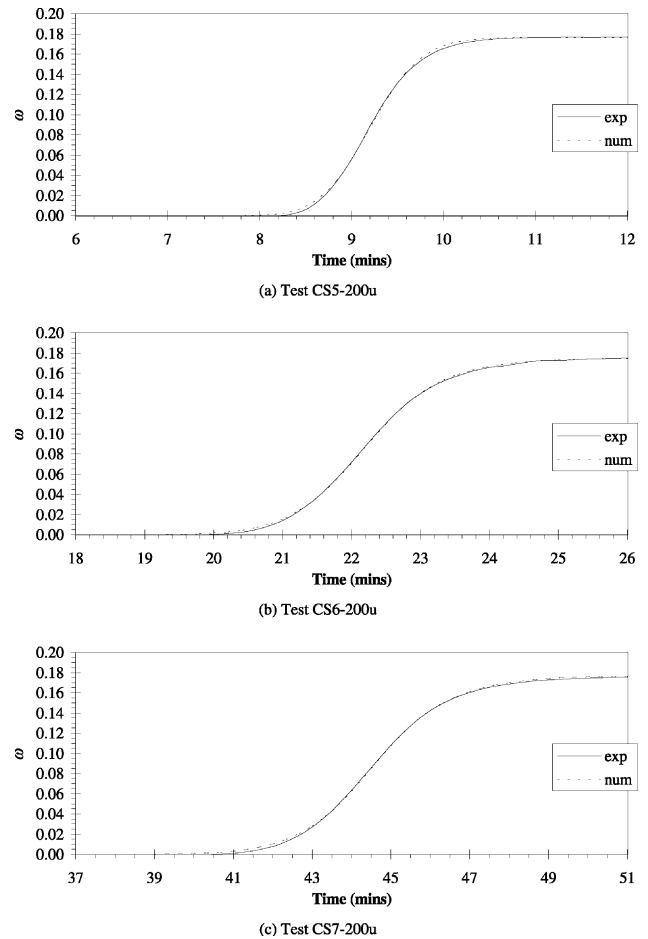 0.20
0.18
0.16
0.14
0.12
0.10
0.08
0.06
0.04
0.02
0.00
ω
exp
num
6 7 8 9 10 11 12
Time (mins)
(a) Test CS5-200u
0.20
0.18
0.16
0.14
0.12
0.10
0.08
0.06
0.04
0.02
0.00
ω
exp
num
18 19 20 21 22 23 24 25 26
Time (mins)
(b) Test CS6-200u
0.20
0.18
0.16
0.14
0.12
0.10
0.08
0.06
0.04
0.02
0.00
ω
exp
num
37 39 41 43 45 47 49 51
Time (mins)
(c) Test CS7-200u